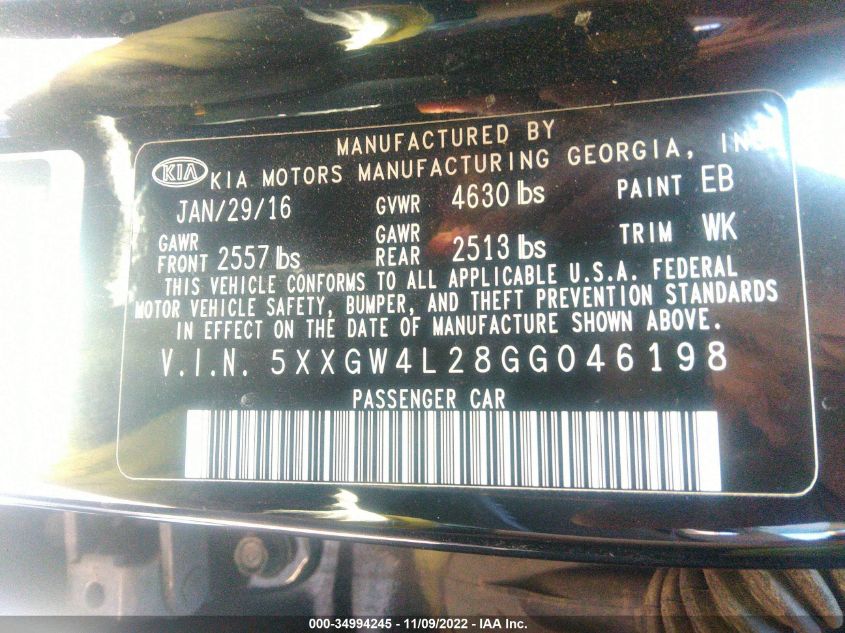 MANUFACTURED BY
KIA KIA MOTORS MANUFACTURING GEORGIA, INC
JAN/29/16 GVWR 4630 lbs PAINT EB
GAWR FRONT 2557 lbs GAWR REAR 2513 lbs TRIM WK
THIS VEHICLE CONFORMS TO ALL APPLICABLE U.S.A. FEDERAL
MOTOR VEHICLE SAFETY, BUMPER, AND THEFT PREVENTION STANDARDS
IN EFFECT ON THE DATE OF MANUFACTURE SHOWN ABOVE.
V.I.N. 5XXGW4L28GG046198
PASSENGER CAR
000-34994245 - 11/09/2022 - IAA Inc.